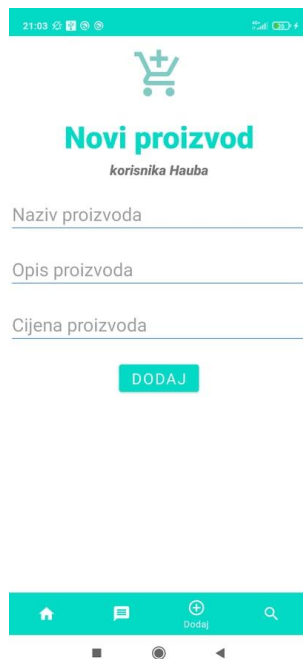 21:03
Novi proizvod
korisnika Hauba
Naziv proizvoda
Opis proizvoda
Cijena proizvoda
DODAJ
Dodaj